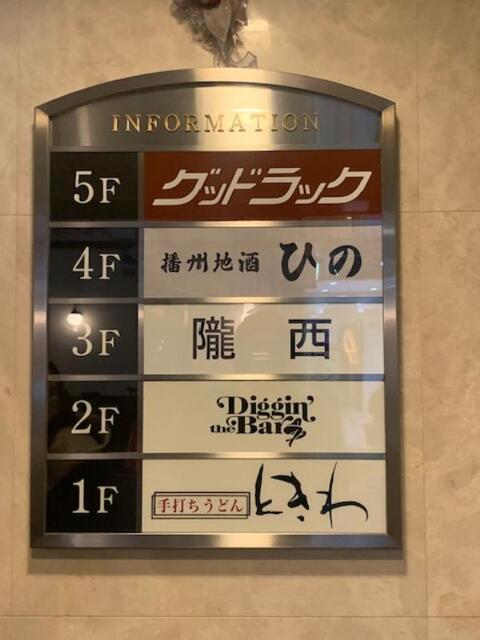 INFORMATION
5F グッドラック
4F 播州地酒 ひの
3F 隴 西
2F Diggin' the Bar
1F 手打ちうどん ときわ